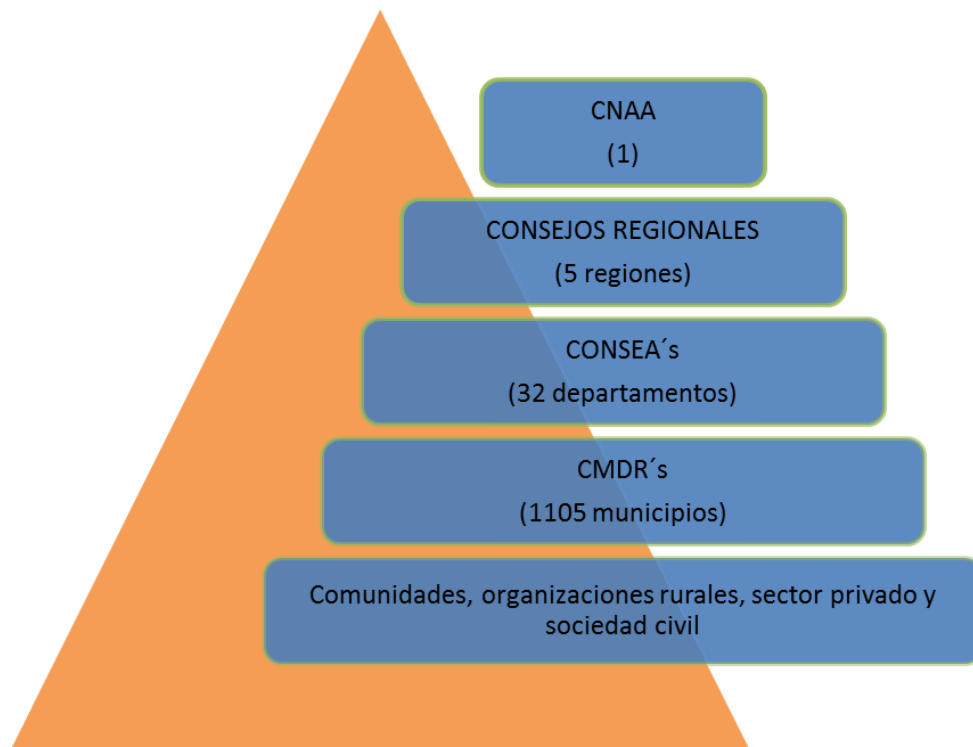 CNAA
(1)
CONSEJOS REGIONALES
(5 regiones)
CONSEA´s
(32 departamentos)
CMDR´s
(1105 municipios)
Comunidades, organizaciones rurales, sector privado y
sociedad civil